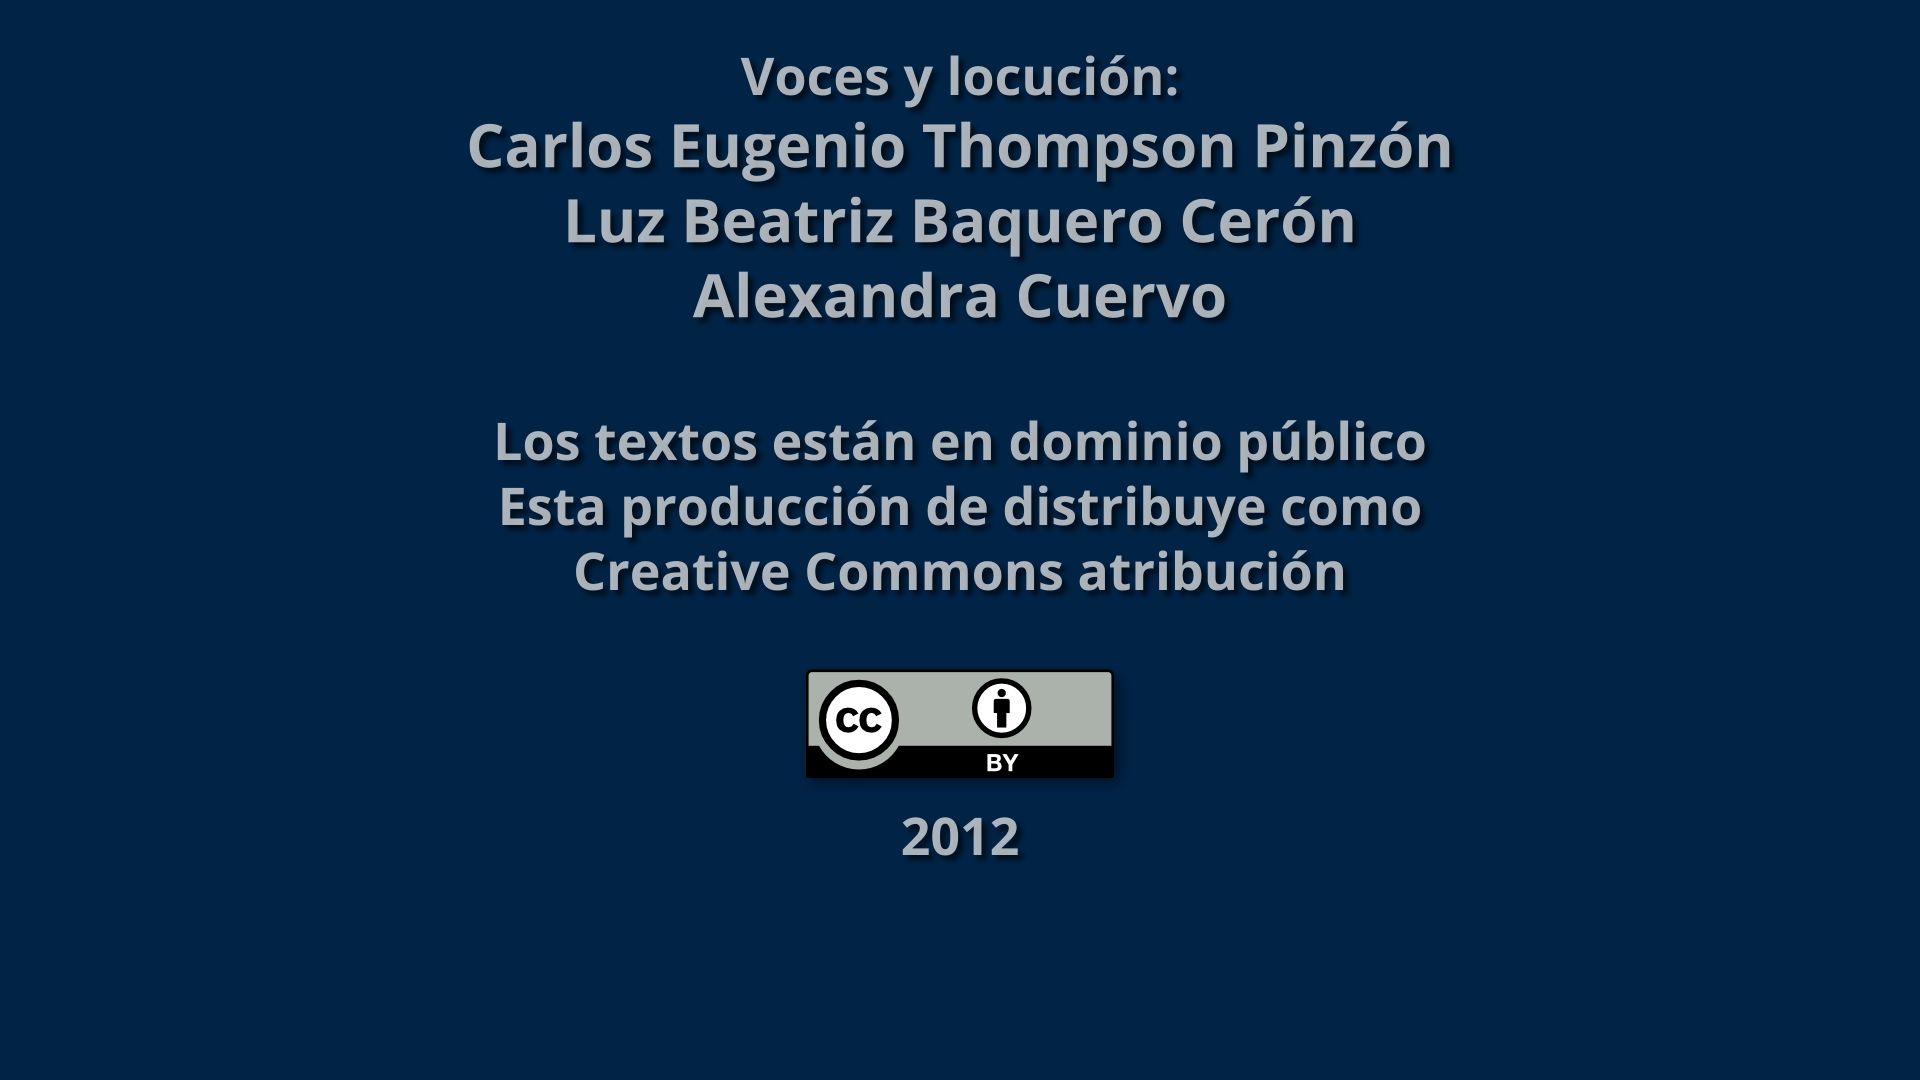 Voces y locución:
Carlos Eugenio Thompson Pinzón
Luz Beatriz Baquero Cerón
Alexandra Cuervo
Los textos están en dominio público
Esta producción de distribuye como
Creative Commons atribución
cc
BY
2012